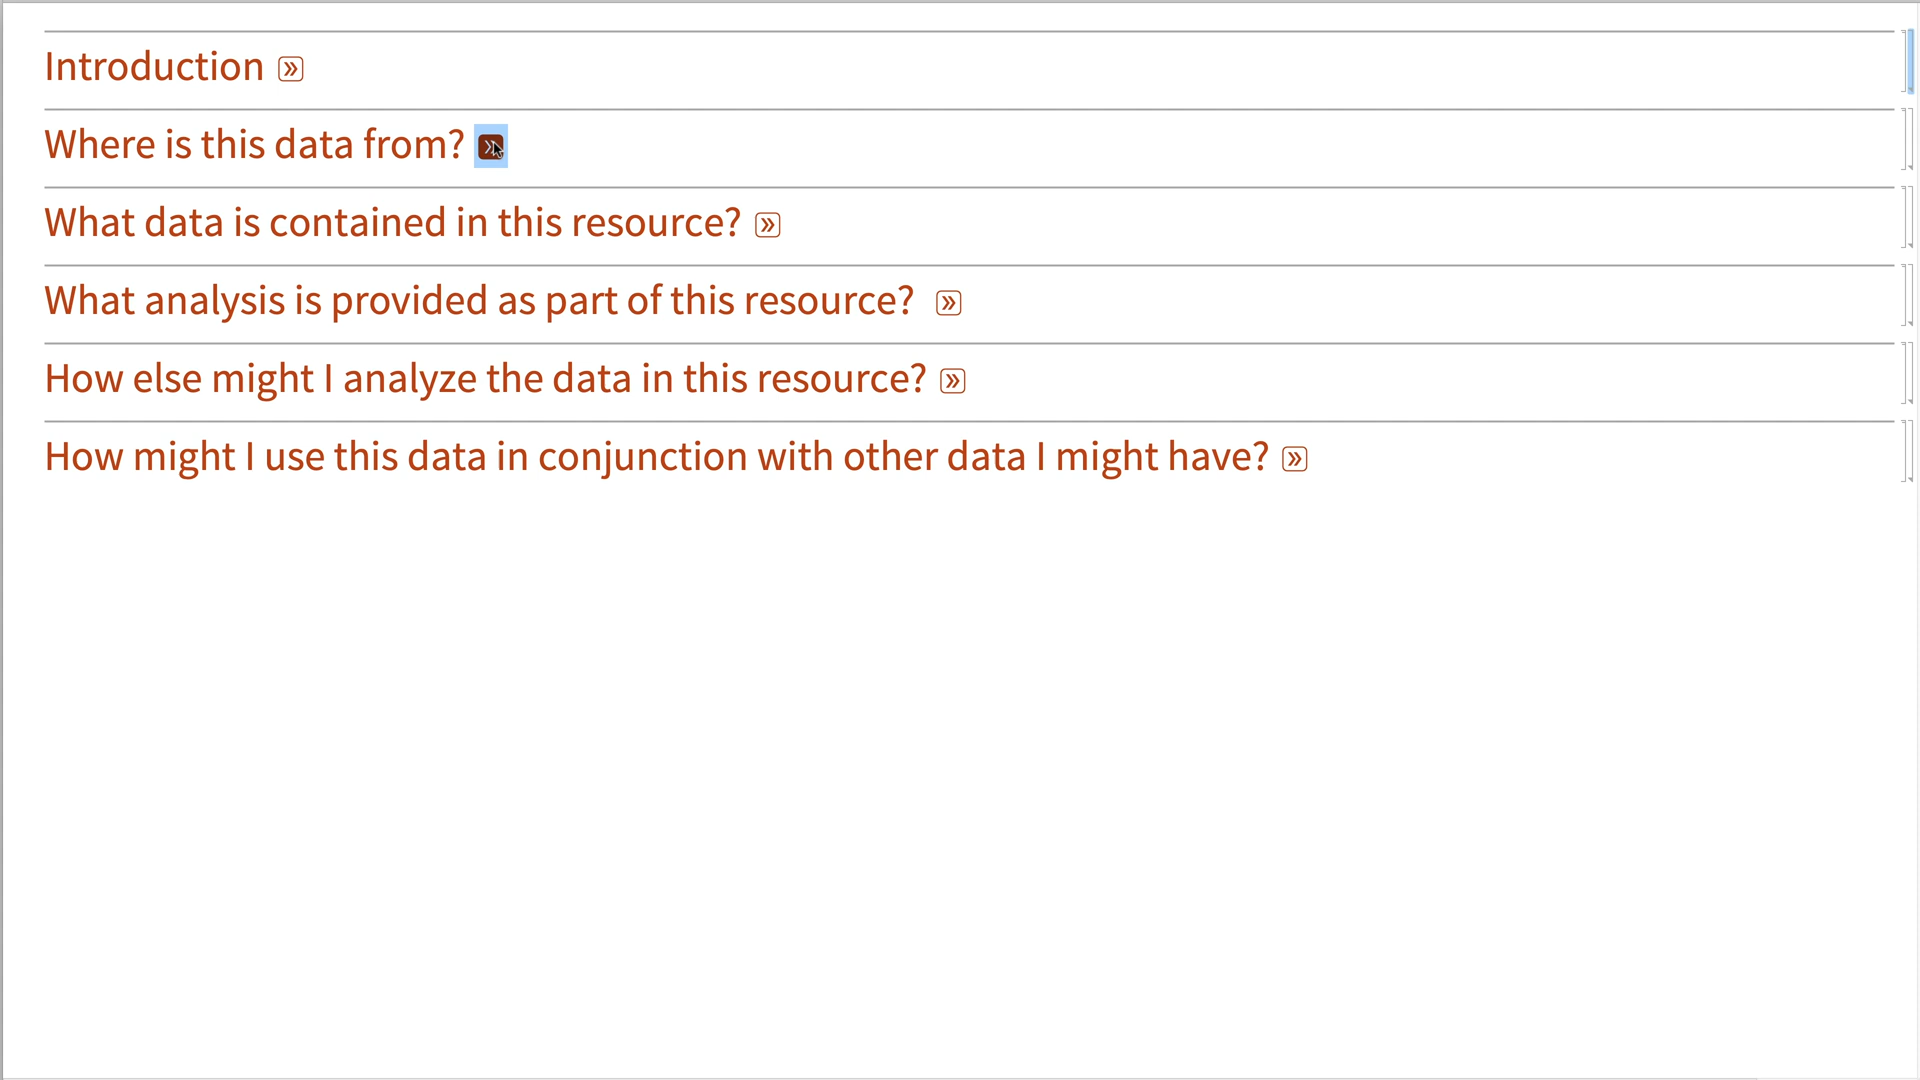 Introduction »
Where is this data from? »
What data is contained in this resource? »
What analysis is provided as part of this resource? »
How else might I analyze the data in this resource? »
How might I use this data in conjunction with other data I might have? »